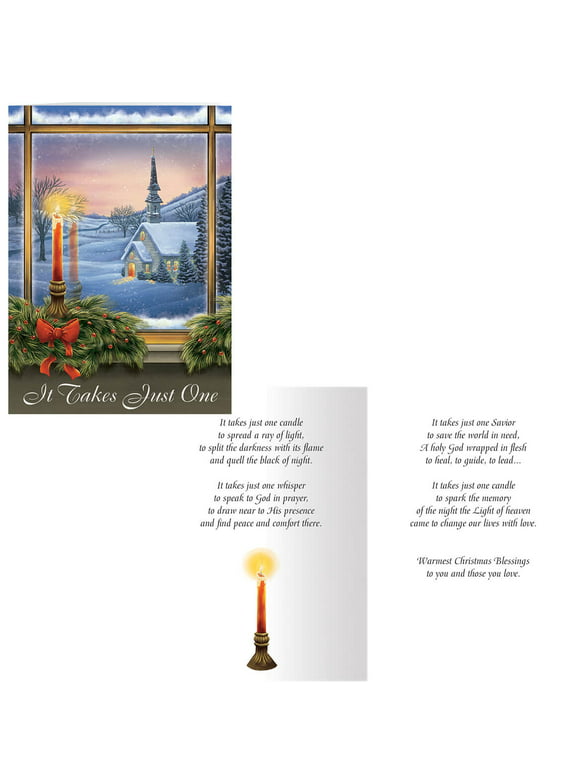 It Takes Just One
It takes just one candle
to spread a ray of light,
to split the darkness with its flame
and quell the black of night.
It takes just one whisper
to speak to God in prayer,
to draw near to His presence
and find peace and comfort there.
It takes just one Savior
to save the world in need,
A holy God wrapped in flesh
to heal, to guide, to lead...
It takes just one candle
to spark the memory
of the night the Light of heaven
came to change our lives with love.
Warmest Christmas Blessings
to you and those you love.